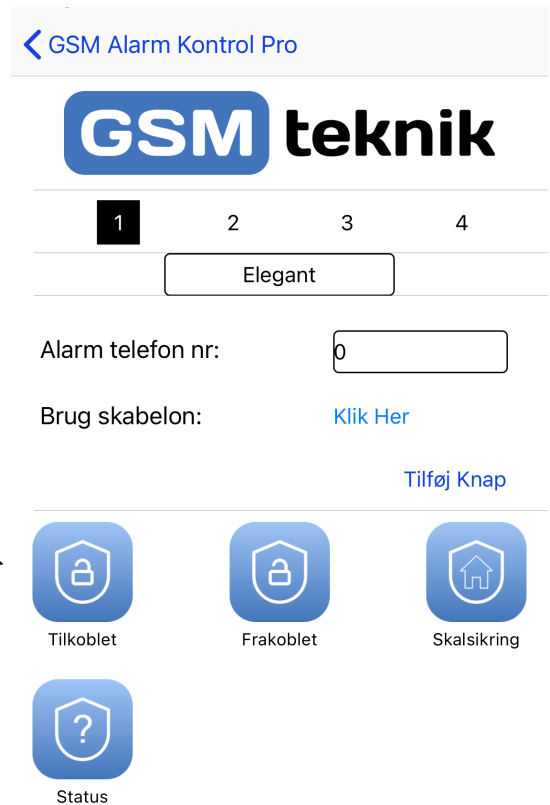 GSM Alarm Kontrol Pro
GSM teknik
1 2 3 4
Elegant
Alarm telefon nr: 0
Brug skabelon: Klik Her
Tilføj Knap
Tilkoblet Frakoblet Skalsikring
?
Status